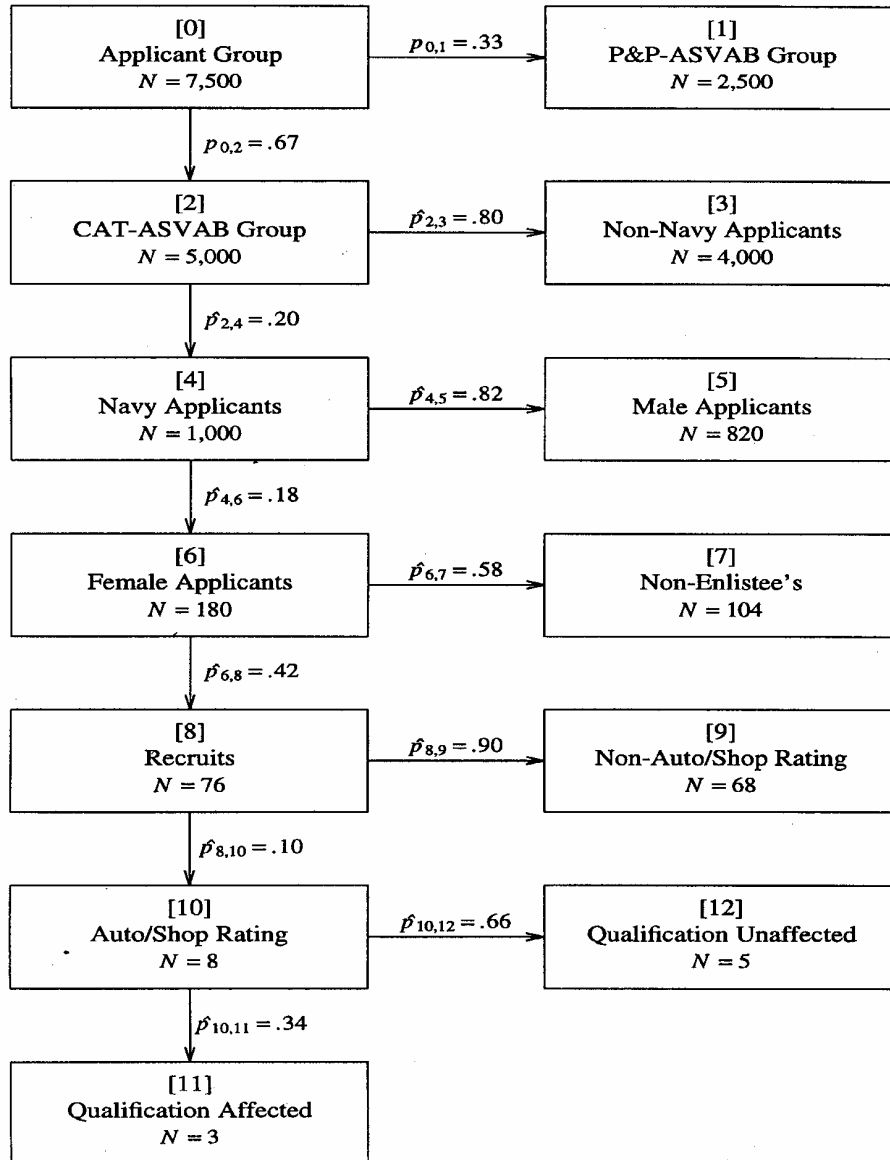 [0]
Applicant Group
N = 7,500
p0,1 = .33
[1]
P&P-ASVAB Group
N = 2,500
p0,2 = .67
[2]
CAT-ASVAB Group
N = 5,000
p̂2,3 = .80
[3]
Non-Navy Applicants
N = 4,000
p̂2,4 = .20
[4]
Navy Applicants
N = 1,000
p̂4,5 = .82
[5]
Male Applicants
N = 820
p̂4,6 = .18
[6]
Female Applicants
N = 180
p̂6,7 = .58
[7]
Non-Enlistee's
N = 104
p̂6,8 = .42
[8]
Recruits
N = 76
p̂8,9 = .90
[9]
Non-Auto/Shop Rating
N = 68
p̂8,10 = .10
[10]
Auto/Shop Rating
N = 8
p̂10,12 = .66
[12]
Qualification Unaffected
N = 5
p̂10,11 = .34
[11]
Qualification Affected
N = 3